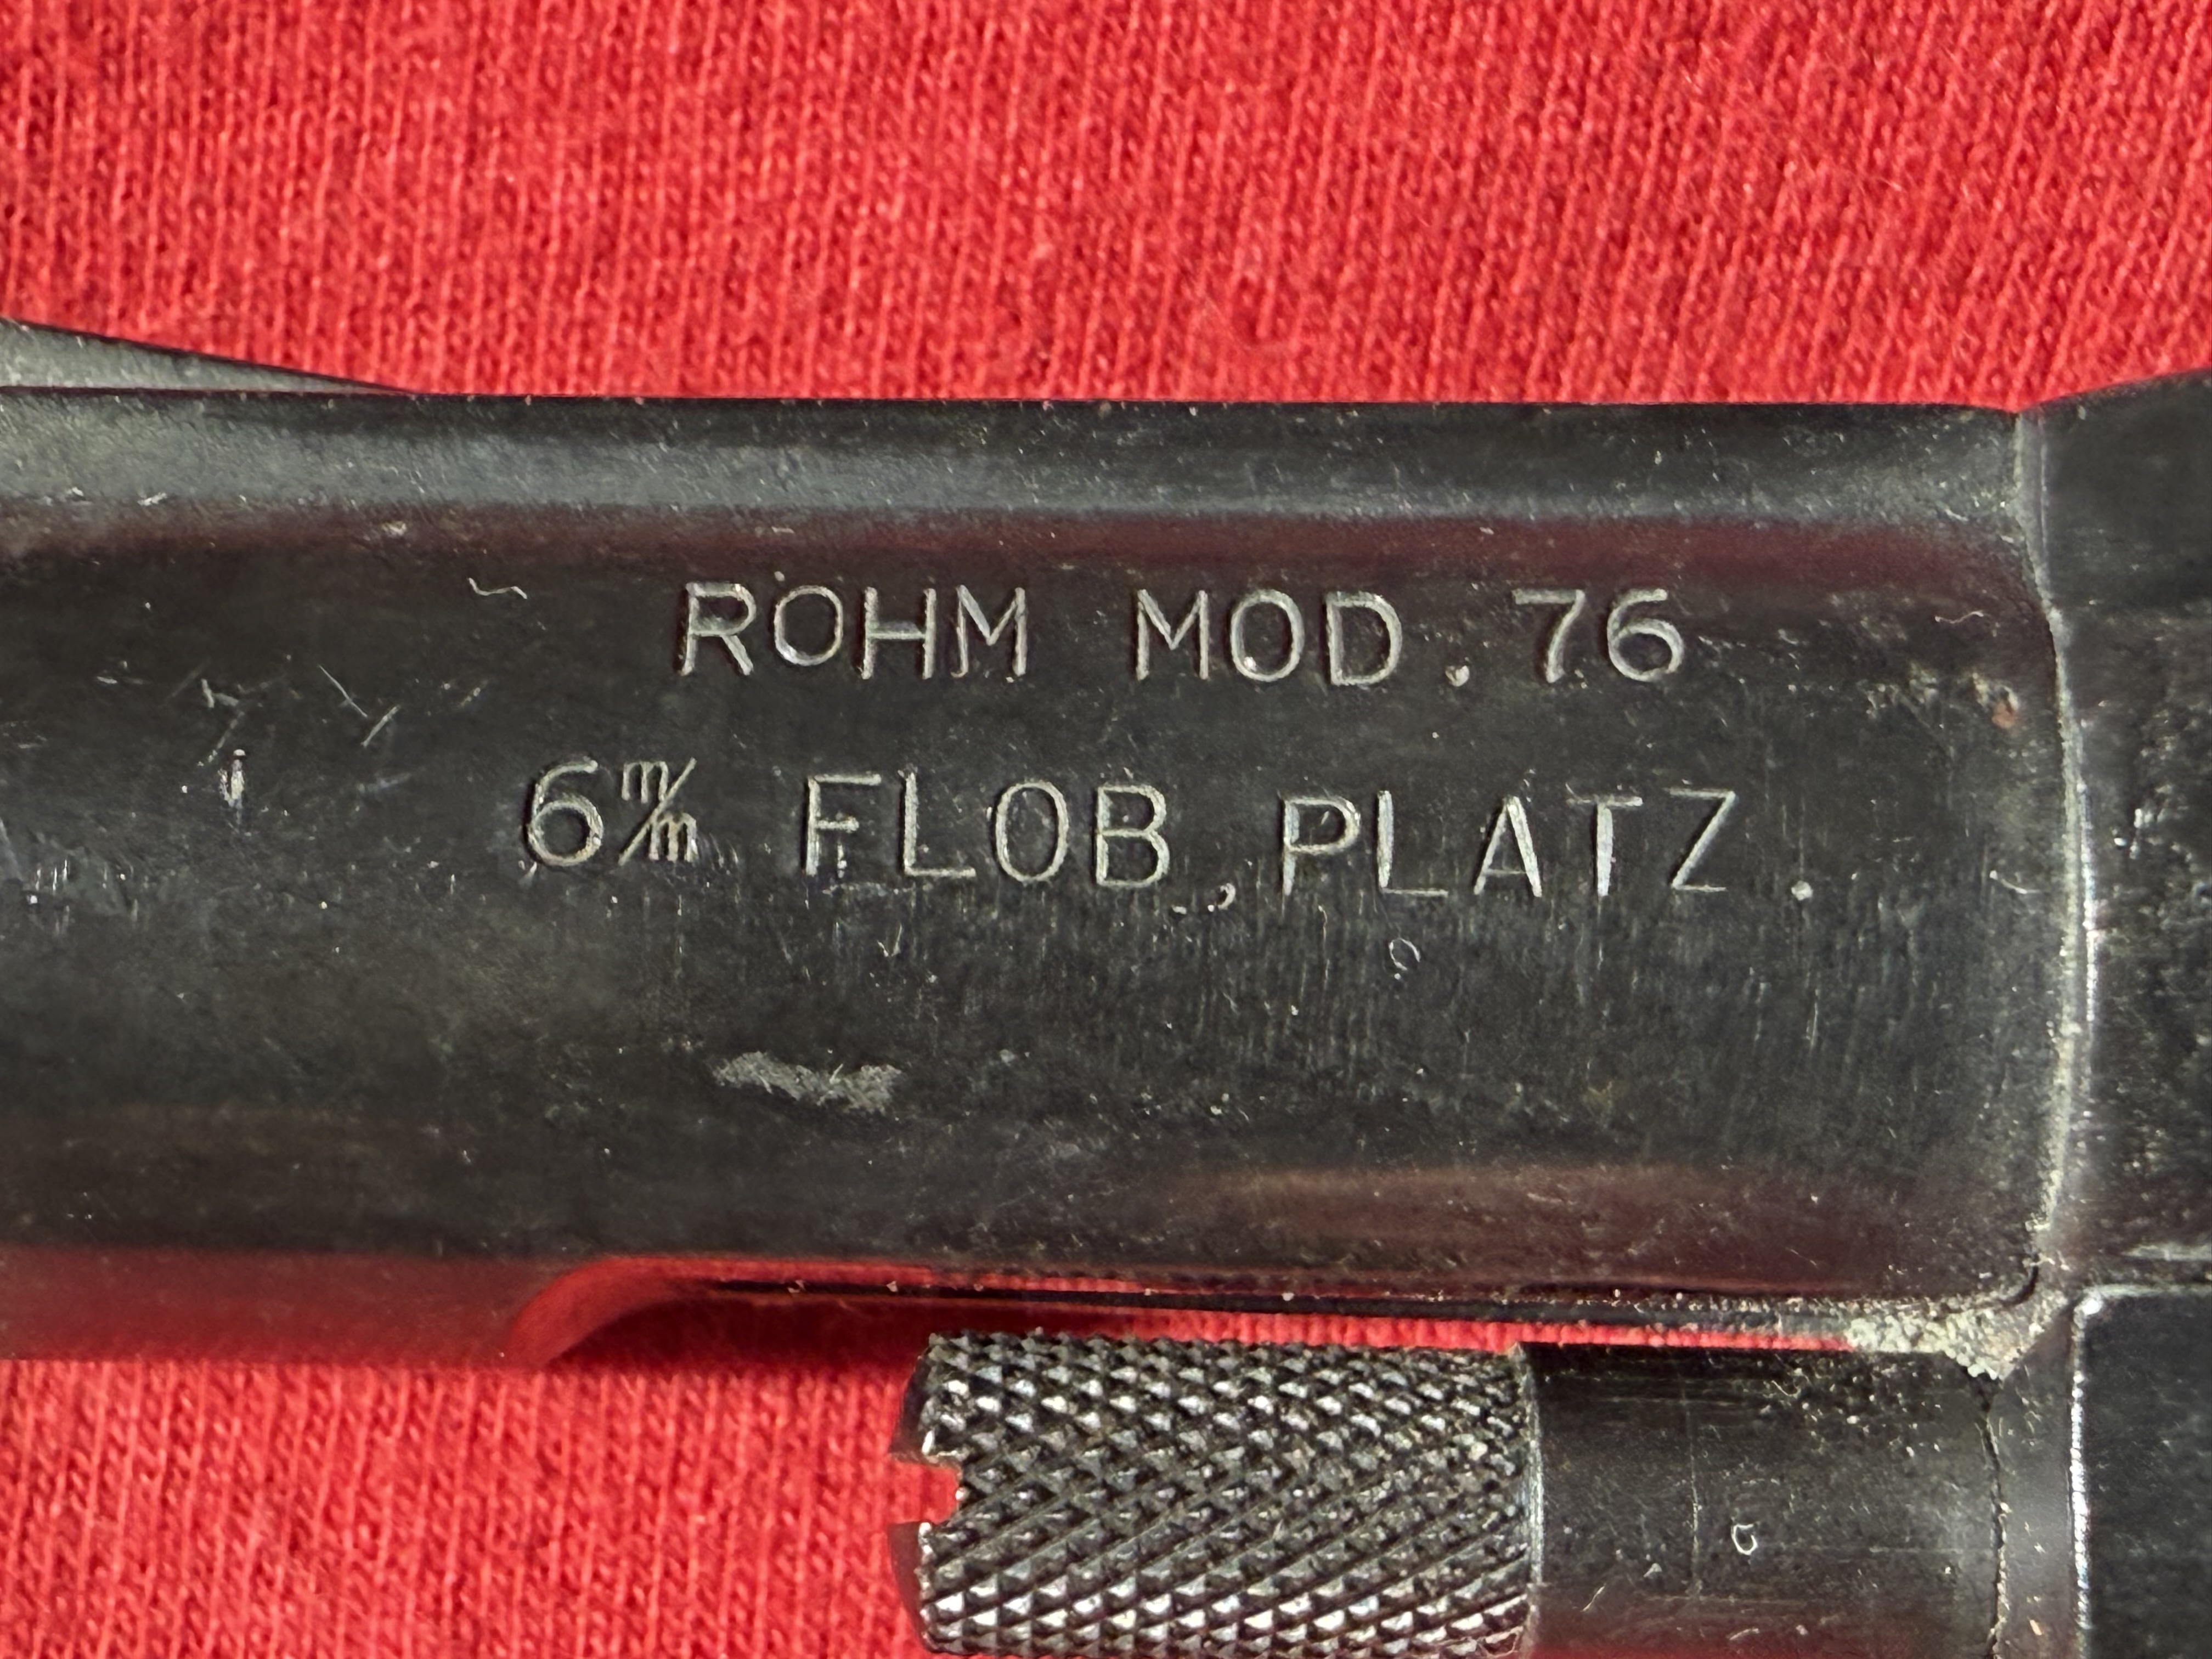 ROHM MOD. 76
6m/m FLOB. PLATZ.